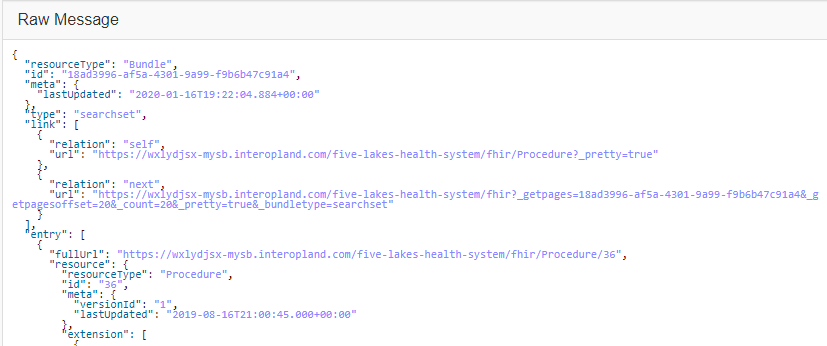 Raw Message
{
  "resourceType": "Bundle",
  "id": "18ad3996-af5a-4301-9a99-f9b6b47c91a4",
  "meta": {
    "lastUpdated": "2020-01-16T19:22:04.884+00:00"
  },
  "type": "searchset",
  "link": [
    {
      "relation": "self",
      "url": "https://wxlydjsx-mysb.interopland.com/five-lakes-health-system/fhir/Procedure?_pretty=true"
    },
    {
      "relation": "next",
      "url": "https://wxlydjsx-mysb.interopland.com/five-lakes-health-system/fhir?_getpages=18ad3996-af5a-4301-9a99-f9b6b47c91a4&_g
etpagesoffset=20&_count=20&_pretty=true&_bundletype=searchset"
    }
  ],
  "entry": [
    {
      "fullUrl": "https://wxlydjsx-mysb.interopland.com/five-lakes-health-system/fhir/Procedure/36",
      "resource": {
        "resourceType": "Procedure",
        "id": "36",
        "meta": {
          "versionId": "1",
          "lastUpdated": "2019-08-16T21:00:45.000+00:00"
        },
        "extension": [
          {